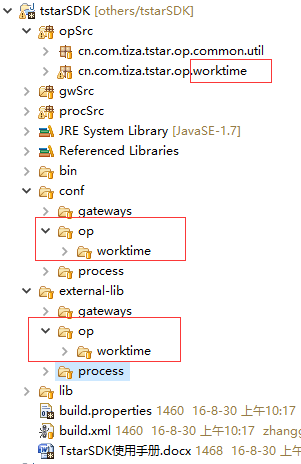 tstarSDK [others/tstarSDK]
opSrc
cn.com.tiza.tstar.op.common.util
cn.com.tiza.tstar.op.worktime
gwSrc
procSrc
JRE System Library [JavaSE-1.7]
Referenced Libraries
bin
conf
gateways
op
worktime
process
external-lib
gateways
op
worktime
process
lib
build.properties 1460 16-8-30 上午10:17
build.xml 1460 16-8-30 上午10:17 zhangg
TstarSDK使用手册.docx 1468 16-8-30 上午